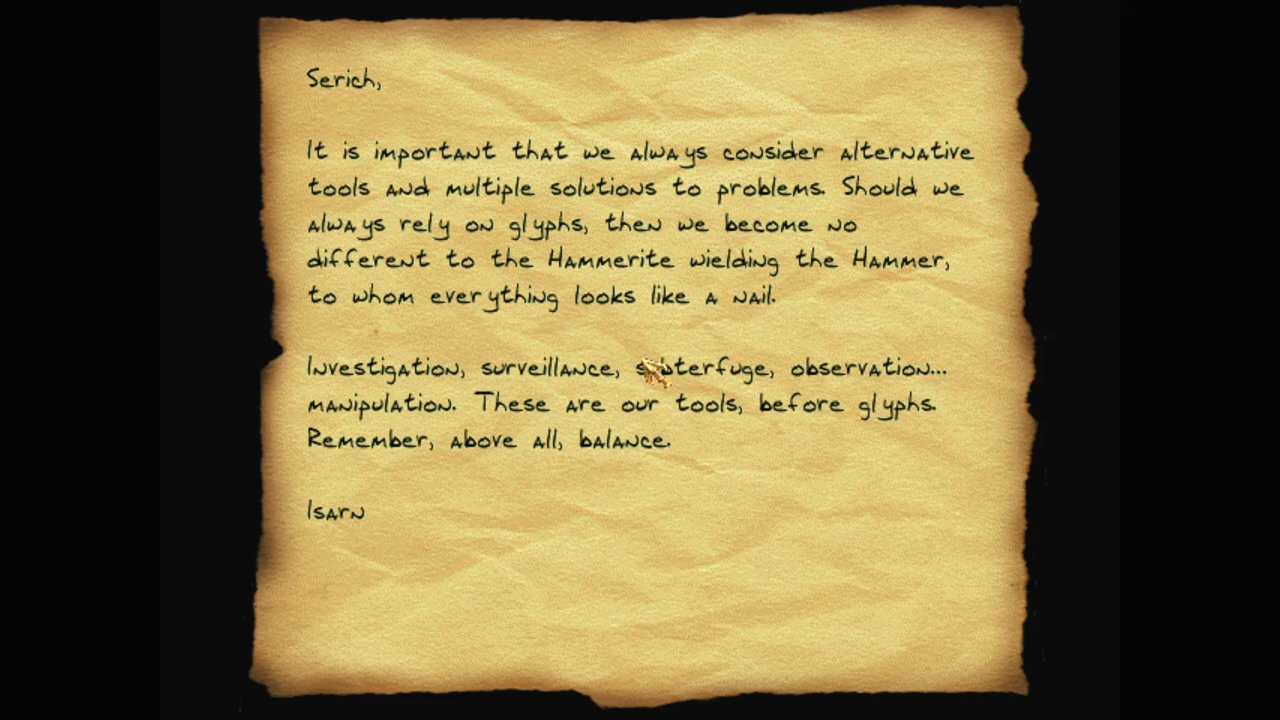 Serich,
It is important that we always consider alternative
tools and multiple solutions to problems. Should we
always rely on glyphs, then we become no
different to the Hammerite wielding the Hammer,
to whom everything looks like a nail.
Investigation, surveillance, subterfuge, observation...
manipulation. These are our tools, before glyphs.
Remember, above all, balance.
Isarn